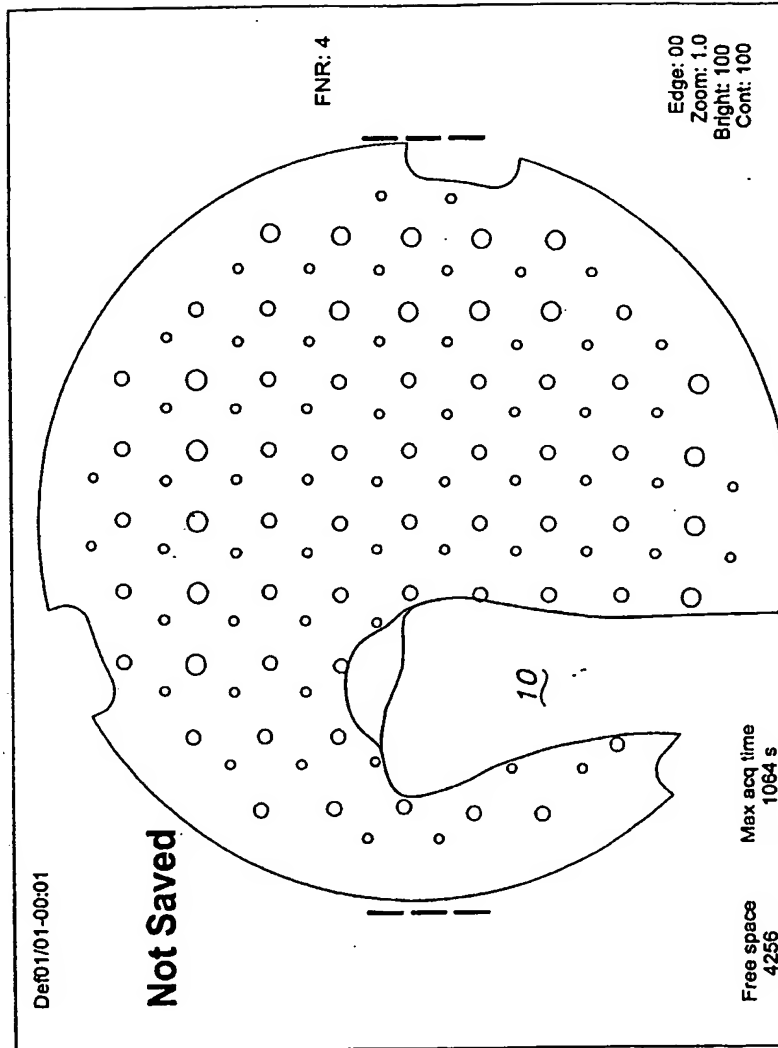 Def01/01-00:01
Not Saved
FNR: 4
10
Free space
4256
Max acq time
1064 s
Edge: 00
Zoom: 1.0
Bright: 100
Cont: 100